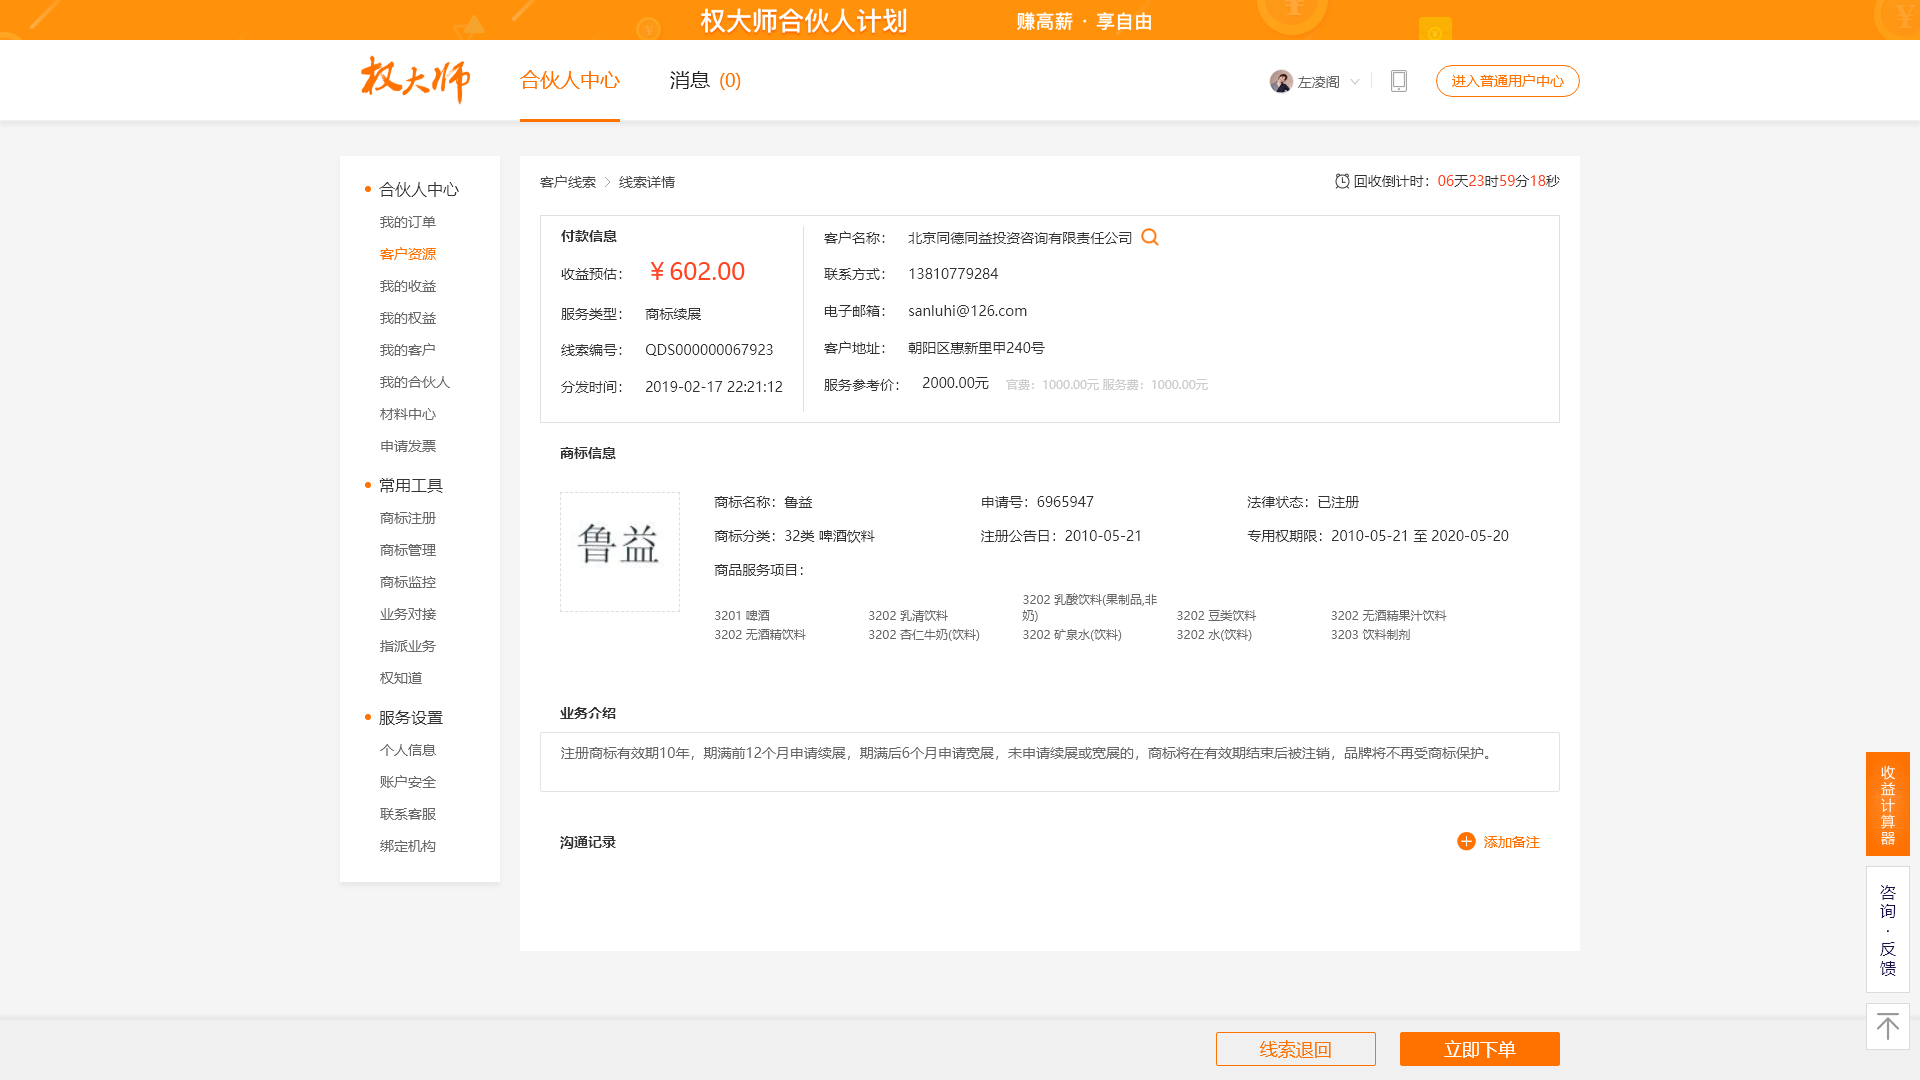 权大师合伙人计划 赚高薪 · 享自由
权大师 合伙人中心 消息 (0) 左凌阁 进入普通用户中心
合伙人中心
我的订单
客户资源
我的收益
我的权益
我的客户
我的合伙人
材料中心
申请发票
常用工具
商标注册
商标管理
商标监控
业务对接
指派业务
权知道
服务设置
个人信息
账户安全
联系客服
绑定机构
客户线索 > 线索详情 回收倒计时：06天23时59分18秒
付款信息
收益预估： ¥ 602.00
服务类型： 商标续展
线索编号： QDS000000067923
分发时间： 2019-02-17 22:21:12
客户名称： 北京同德同益投资咨询有限责任公司
联系方式： 13810779284
电子邮箱： sanluhi@126.com
客户地址： 朝阳区惠新里甲240号
服务参考价： 2000.00元 官费：1000.00元 服务费：1000.00元
商标信息
鲁益
商标名称：鲁益 申请号：6965947 法律状态：已注册
商标分类：32类 啤酒饮料 注册公告日：2010-05-21 专用权期限：2010-05-21 至 2020-05-20
商品服务项目：
3201 啤酒 3202 乳清饮料 3202 乳酸饮料(果制品,非奶) 3202 豆类饮料 3202 无酒精果汁饮料
3202 无酒精饮料 3202 杏仁牛奶(饮料) 3202 矿泉水(饮料) 3202 水(饮料) 3203 饮料制剂
业务介绍
注册商标有效期10年，期满前12个月申请续展，期满后6个月申请宽展，未申请续展或宽展的，商标将在有效期结束后被注销，品牌将不再受商标保护。
沟通记录 添加备注
收益计算器
咨询·反馈
线索退回 立即下单